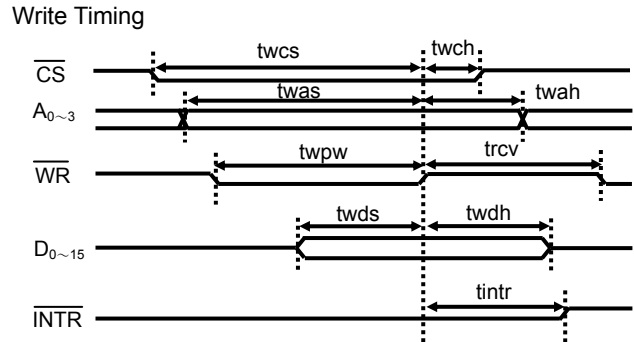 Write Timing
twcs twch
CS
twas twah
A0～3
twpw trcv
WR
twds twdh
D0～15
tintr
INTR